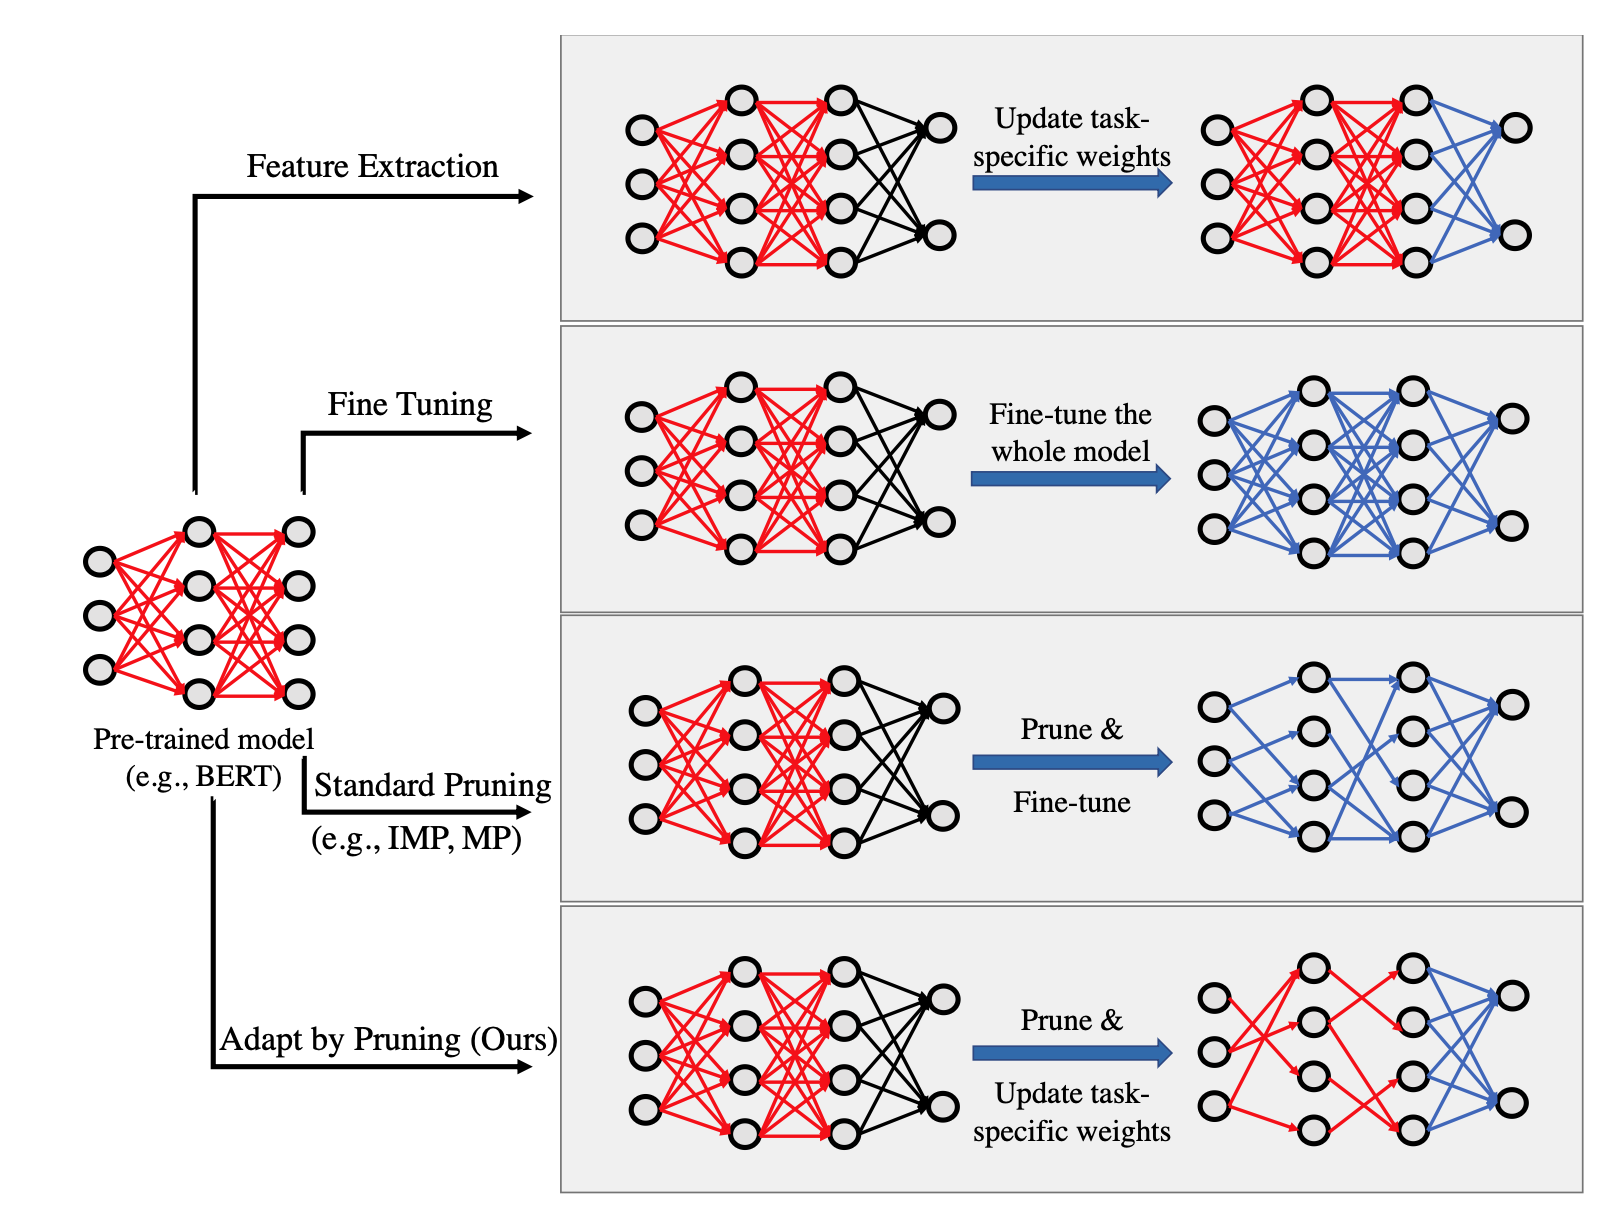 Feature Extraction
Update task-
specific weights
Fine Tuning
Fine-tune the
whole model
Pre-trained model
(e.g., BERT)
Standard Pruning
(e.g., IMP, MP)
Prune &
Fine-tune
Adapt by Pruning (Ours)
Prune &
Update task-
specific weights